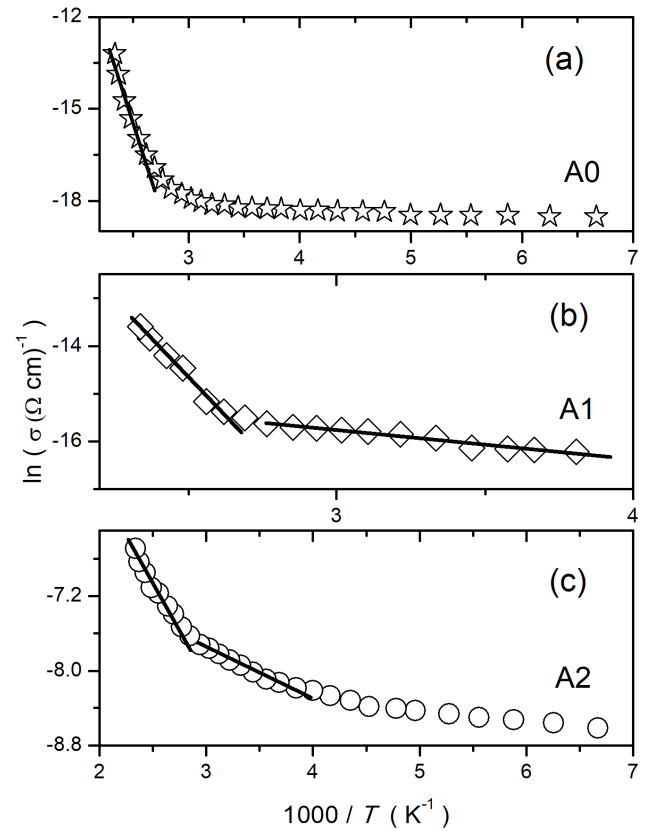 -12
(a)
-15
A0
-18
3 4 5 6 7
(b)
-14
A1
-16
3 4
ln ( σ (Ω cm)-1 )
(c)
-7.2
-8.0
A2
-8.8
2 3 4 5 6 7
1000 / T ( K-1 )